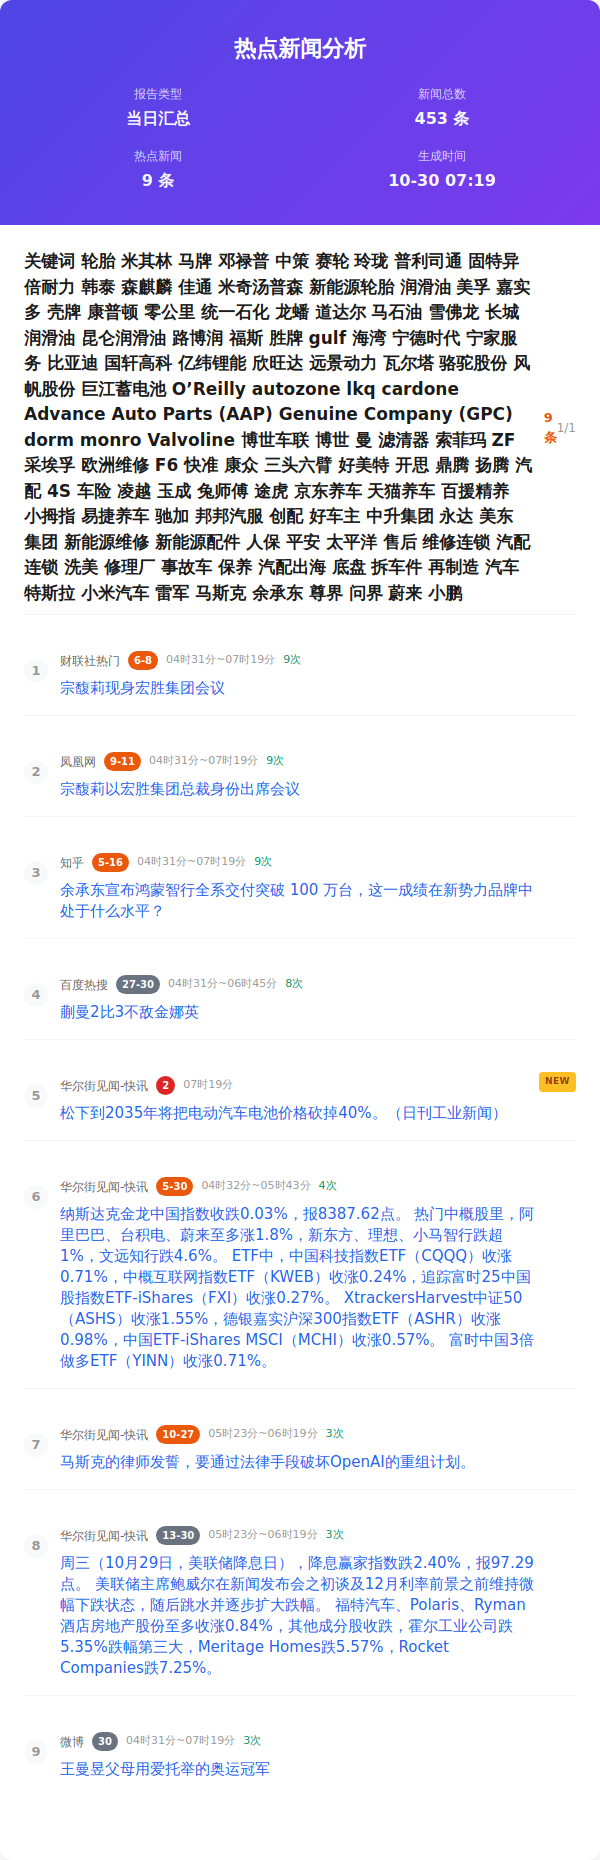 热点新闻分析
报告类型
新闻总数
当日汇总
453 条
热点新闻
生成时间
9 条
10-30 07:19
关键词 轮胎 米其林 马牌 邓禄普 中策 赛轮 玲珑 普利司通 固特异
倍耐力 韩泰 森麒麟 佳通 米奇汤普森 新能源轮胎 润滑油 美孚 嘉实
多 壳牌 康普顿 零公里 统一石化 龙蟠 道达尔 马石油 雪佛龙 长城
润滑油 昆仑润滑油 路博润 福斯 胜牌 gulf 海湾 宁德时代 宁家服
务 比亚迪 国轩高科 亿纬锂能 欣旺达 远景动力 瓦尔塔 骆驼股份 风
帆股份 巨江蓄电池 O’Reilly autozone lkq cardone
Advance Auto Parts (AAP) Genuine Company (GPC)
dorm monro Valvoline 博世车联 博世 曼 滤清器 索菲玛 ZF
采埃孚 欧洲维修 F6 快准 康众 三头六臂 好美特 开思 鼎腾 扬腾 汽
配 4S 车险 凌越 玉成 兔师傅 途虎 京东养车 天猫养车 百援精养
小拇指 易捷养车 驰加 邦邦汽服 创配 好车主 中升集团 永达 美东
集团 新能源维修 新能源配件 人保 平安 太平洋 售后 维修连锁 汽配
连锁 洗美 修理厂 事故车 保养 汽配出海 底盘 拆车件 再制造 汽车
特斯拉 小米汽车 雷军 马斯克 余承东 尊界 问界 蔚来 小鹏
9
条
1/1
1
财联社热门 6-8 04时31分~07时19分 9次
宗馥莉现身宏胜集团会议
2
凤凰网 9-11 04时31分~07时19分 9次
宗馥莉以宏胜集团总裁身份出席会议
3
知乎 5-16 04时31分~07时19分 9次
余承东宣布鸿蒙智行全系交付突破 100 万台，这一成绩在新势力品牌中
处于什么水平？
4
百度热搜 27-30 04时31分~06时45分 8次
蒯曼2比3不敌金娜英
5
华尔街见闻-快讯 2 07时19分
NEW
松下到2035年将把电动汽车电池价格砍掉40%。（日刊工业新闻）
6
华尔街见闻-快讯 5-30 04时32分~05时43分 4次
纳斯达克金龙中国指数收跌0.03%，报8387.62点。 热门中概股里，阿
里巴巴、台积电、蔚来至多涨1.8%，新东方、理想、小马智行跌超
1%，文远知行跌4.6%。 ETF中，中国科技指数ETF（CQQQ）收涨
0.71%，中概互联网指数ETF（KWEB）收涨0.24%，追踪富时25中国
股指数ETF-iShares（FXI）收涨0.27%。 XtrackersHarvest中证50
（ASHS）收涨1.55%，德银嘉实沪深300指数ETF（ASHR）收涨
0.98%，中国ETF-iShares MSCI（MCHI）收涨0.57%。 富时中国3倍
做多ETF（YINN）收涨0.71%。
7
华尔街见闻-快讯 10-27 05时23分~06时19分 3次
马斯克的律师发誓，要通过法律手段破坏OpenAI的重组计划。
8
华尔街见闻-快讯 13-30 05时23分~06时19分 3次
周三（10月29日，美联储降息日），降息赢家指数跌2.40%，报97.29
点。 美联储主席鲍威尔在新闻发布会之初谈及12月利率前景之前维持微
幅下跌状态，随后跳水并逐步扩大跌幅。 福特汽车、Polaris、Ryman
酒店房地产股份至多收涨0.84%，其他成分股收跌，霍尔工业公司跌
5.35%跌幅第三大，Meritage Homes跌5.57%，Rocket
Companies跌7.25%。
9
微博 30 04时31分~07时19分 3次
王曼昱父母用爱托举的奥运冠军